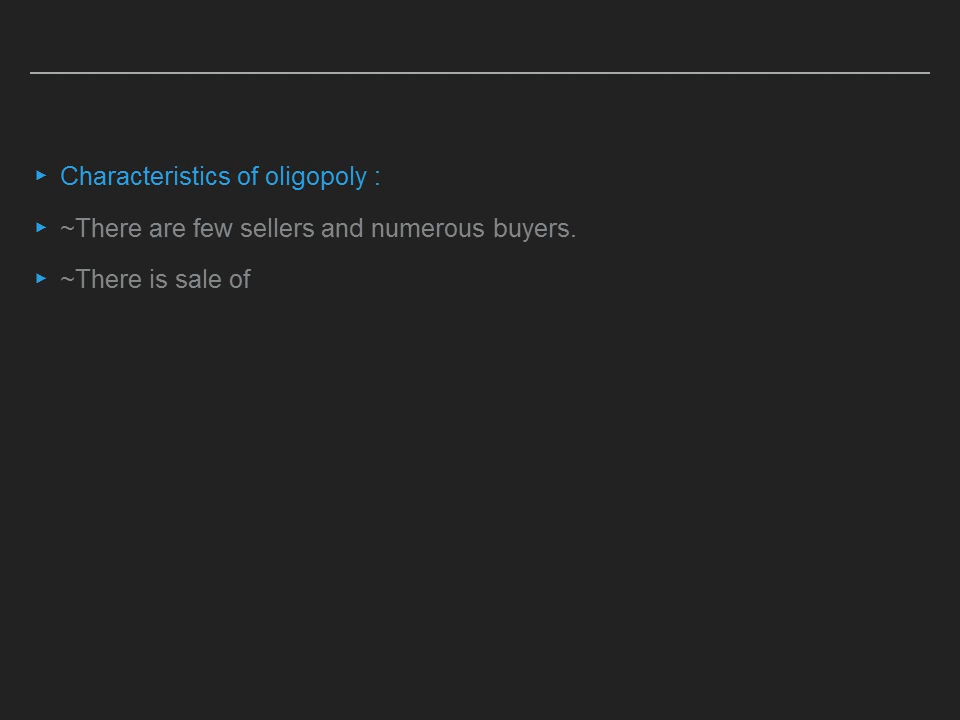 ▸ Characteristics of oligopoly :
▸ ~There are few sellers and numerous buyers.
▸ ~There is sale of